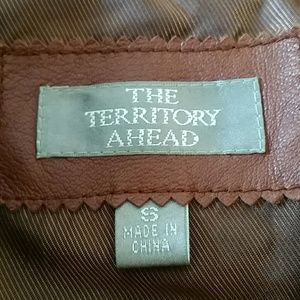 THE
TERRITORY
AHEAD
S
MADE IN
CHINA